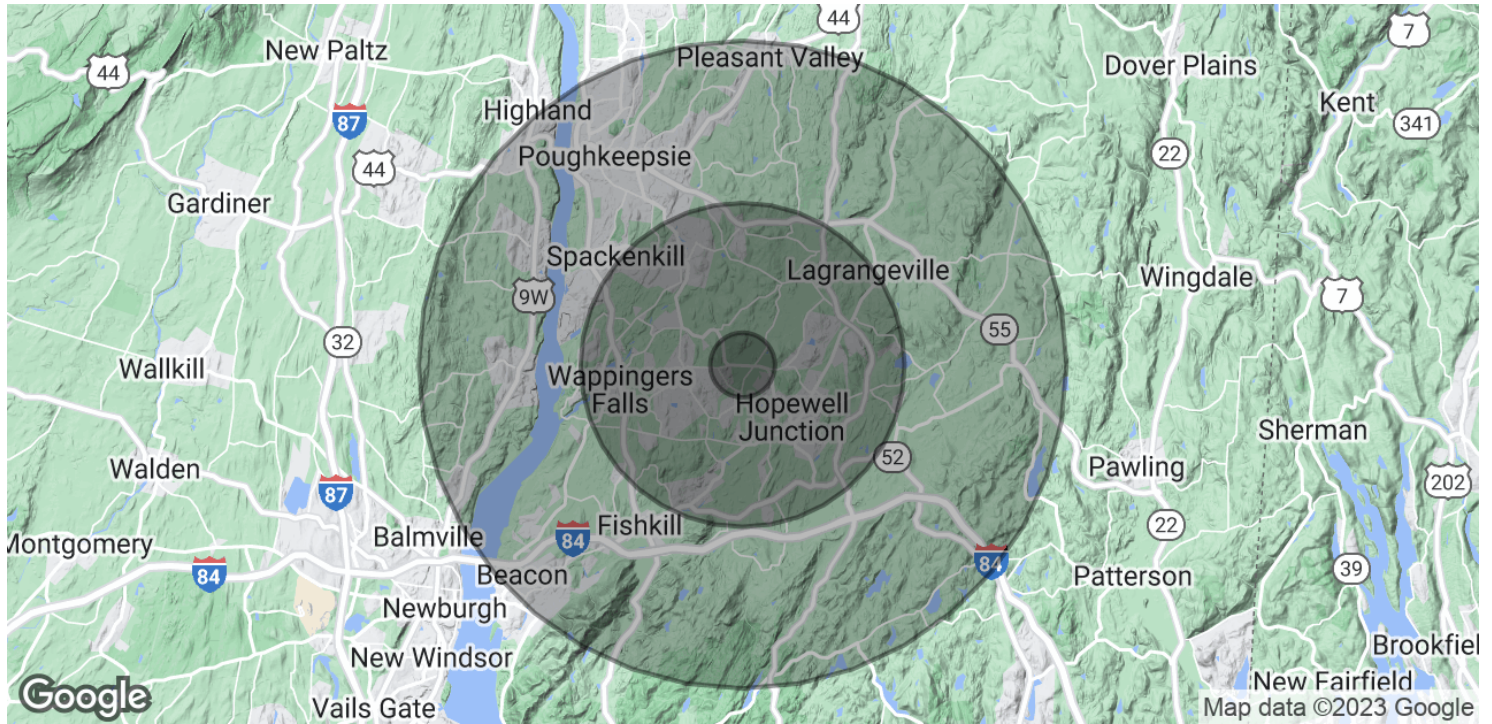 44
New Paltz
Pleasant Valley
7
44
Dover Plains
Highland
Kent
87
341
Poughkeepsie
22
44
Gardiner
Spackenkill
Lagrangeville
Wingdale
9W
7
55
32
Wallkill
Wappingers
Falls
Hopewell
Junction
Sherman
52
Walden
Pawling
202
87
Fishkill
22
Balmville
84
Montgomery
84
84
39
Beacon
Patterson
Newburgh
Brookfiel
New Windsor
New Fairfield
Google
Vails Gate
Map data ©2023 Google